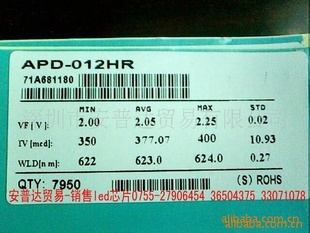 APD-012HR
71A681180
MIN AVG MAX STD
VF[V]: 2.00 2.05 2.25 0.02
IV[mcd] 350 377.07 400 10.93
WLD[nm]: 622 623.0 624.0 0.27
QTY: 7950 (S) ROHS
安普达贸易-销售led芯片0755-27906454 36504375 33071078
alibaba.com.cn